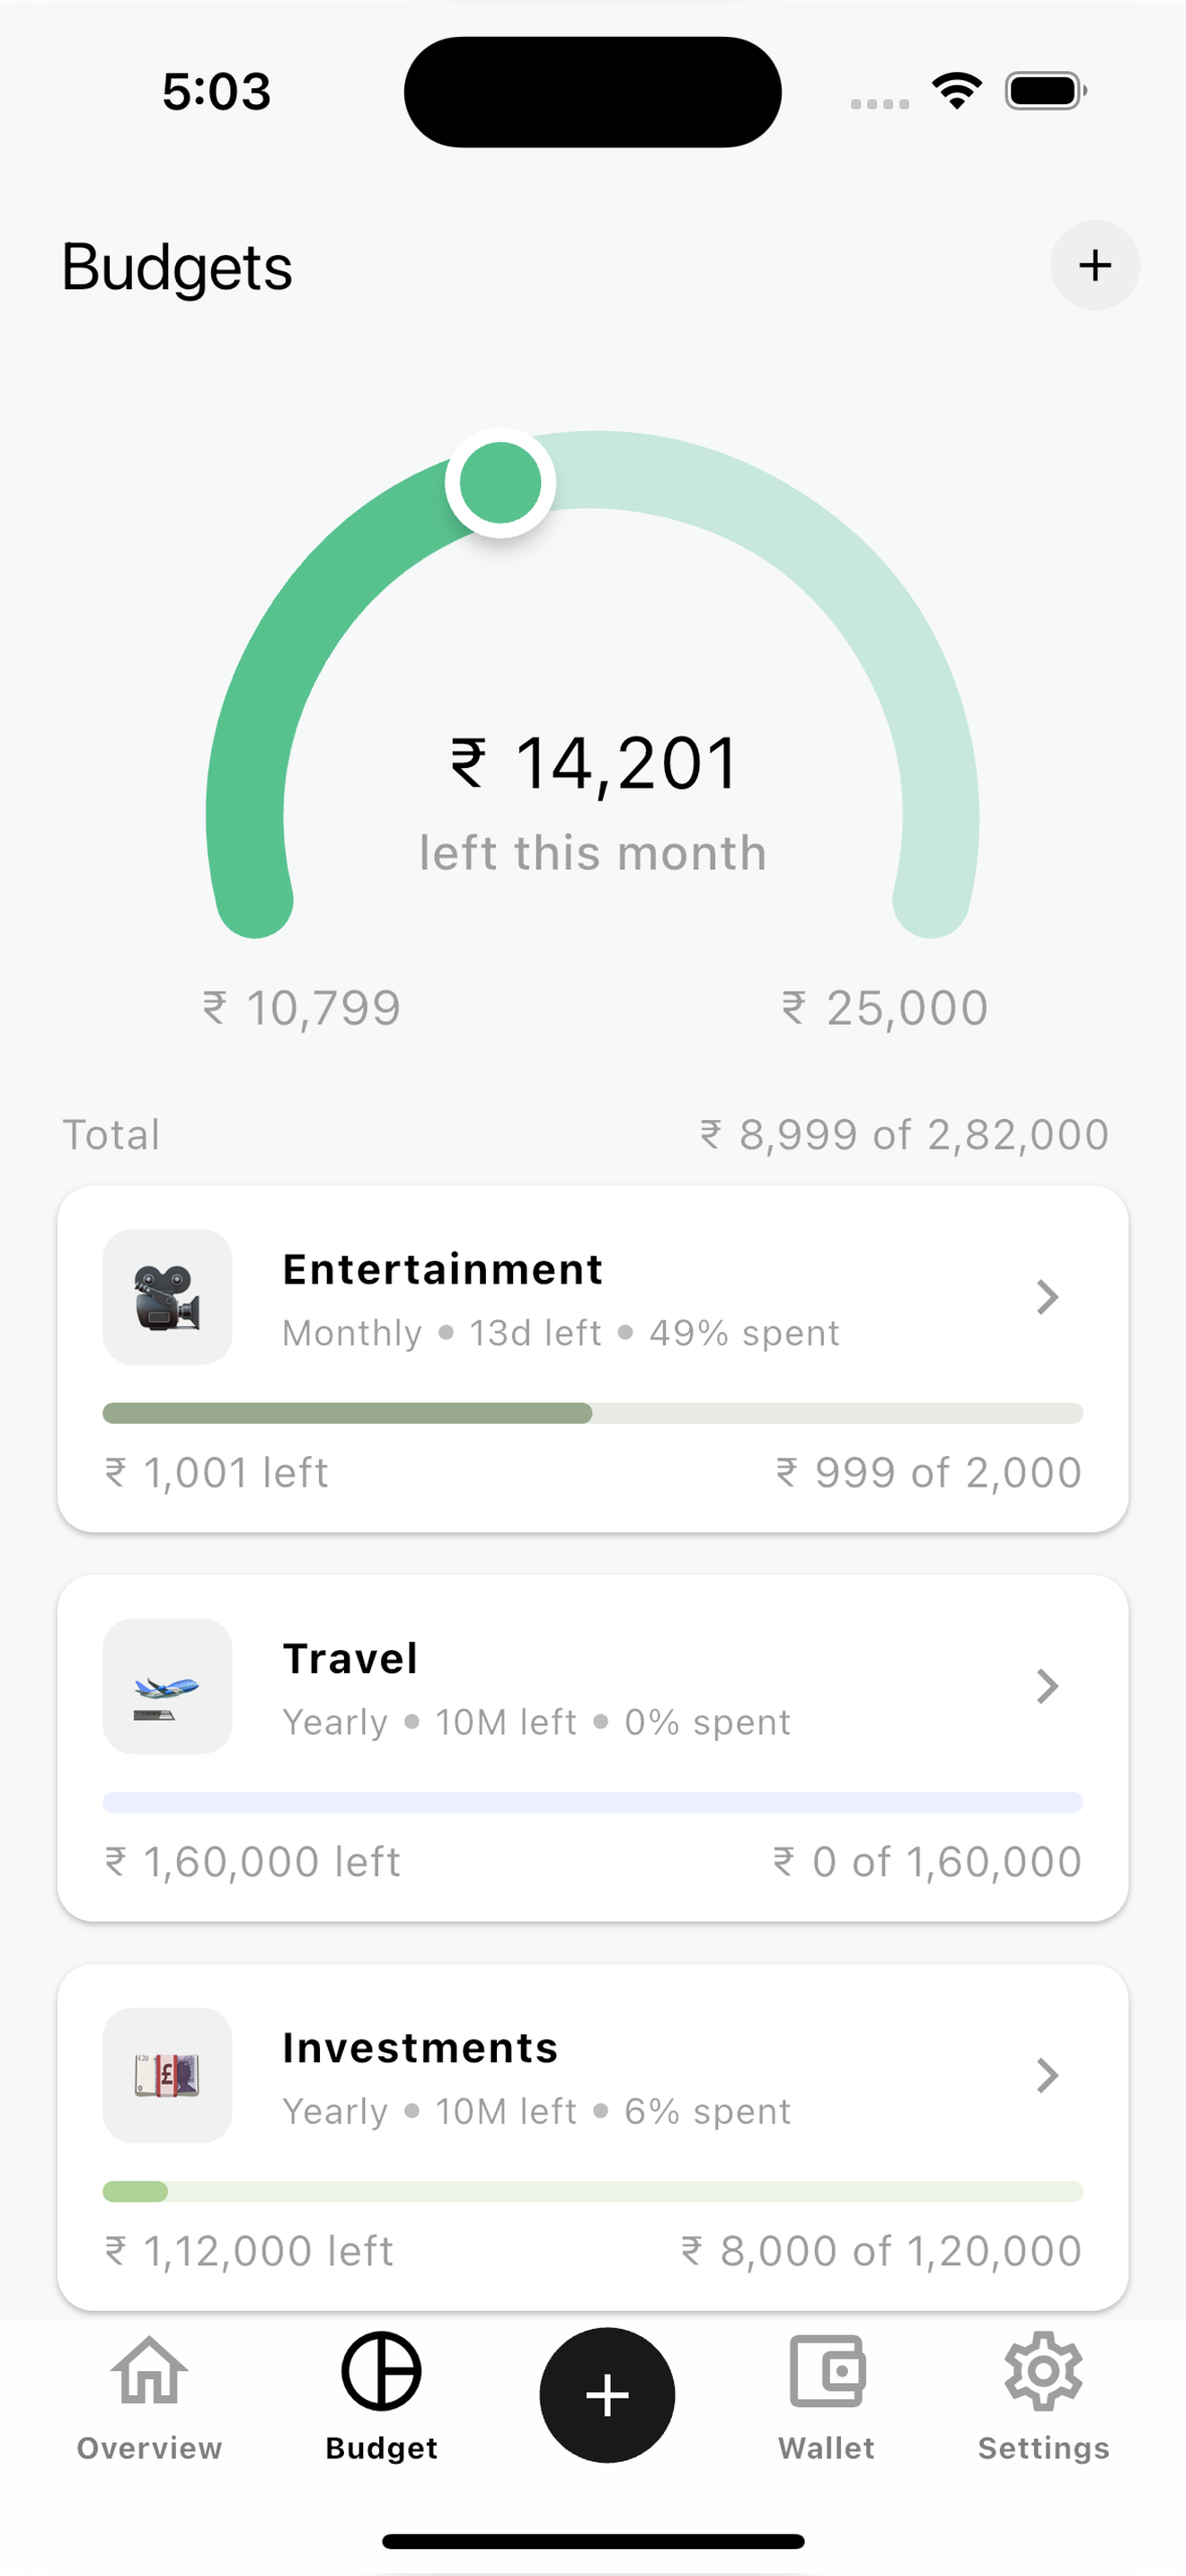 5:03
Budgets
₹ 14,201
left this month
₹ 10,799
₹ 25,000
Total
₹ 8,999 of 2,82,000
Entertainment
Monthly • 13d left • 49% spent
₹ 1,001 left
₹ 999 of 2,000
Travel
Yearly • 10M left • 0% spent
₹ 1,60,000 left
₹ 0 of 1,60,000
Investments
Yearly • 10M left • 6% spent
₹ 1,12,000 left
₹ 8,000 of 1,20,000
Overview
Budget
Wallet
Settings